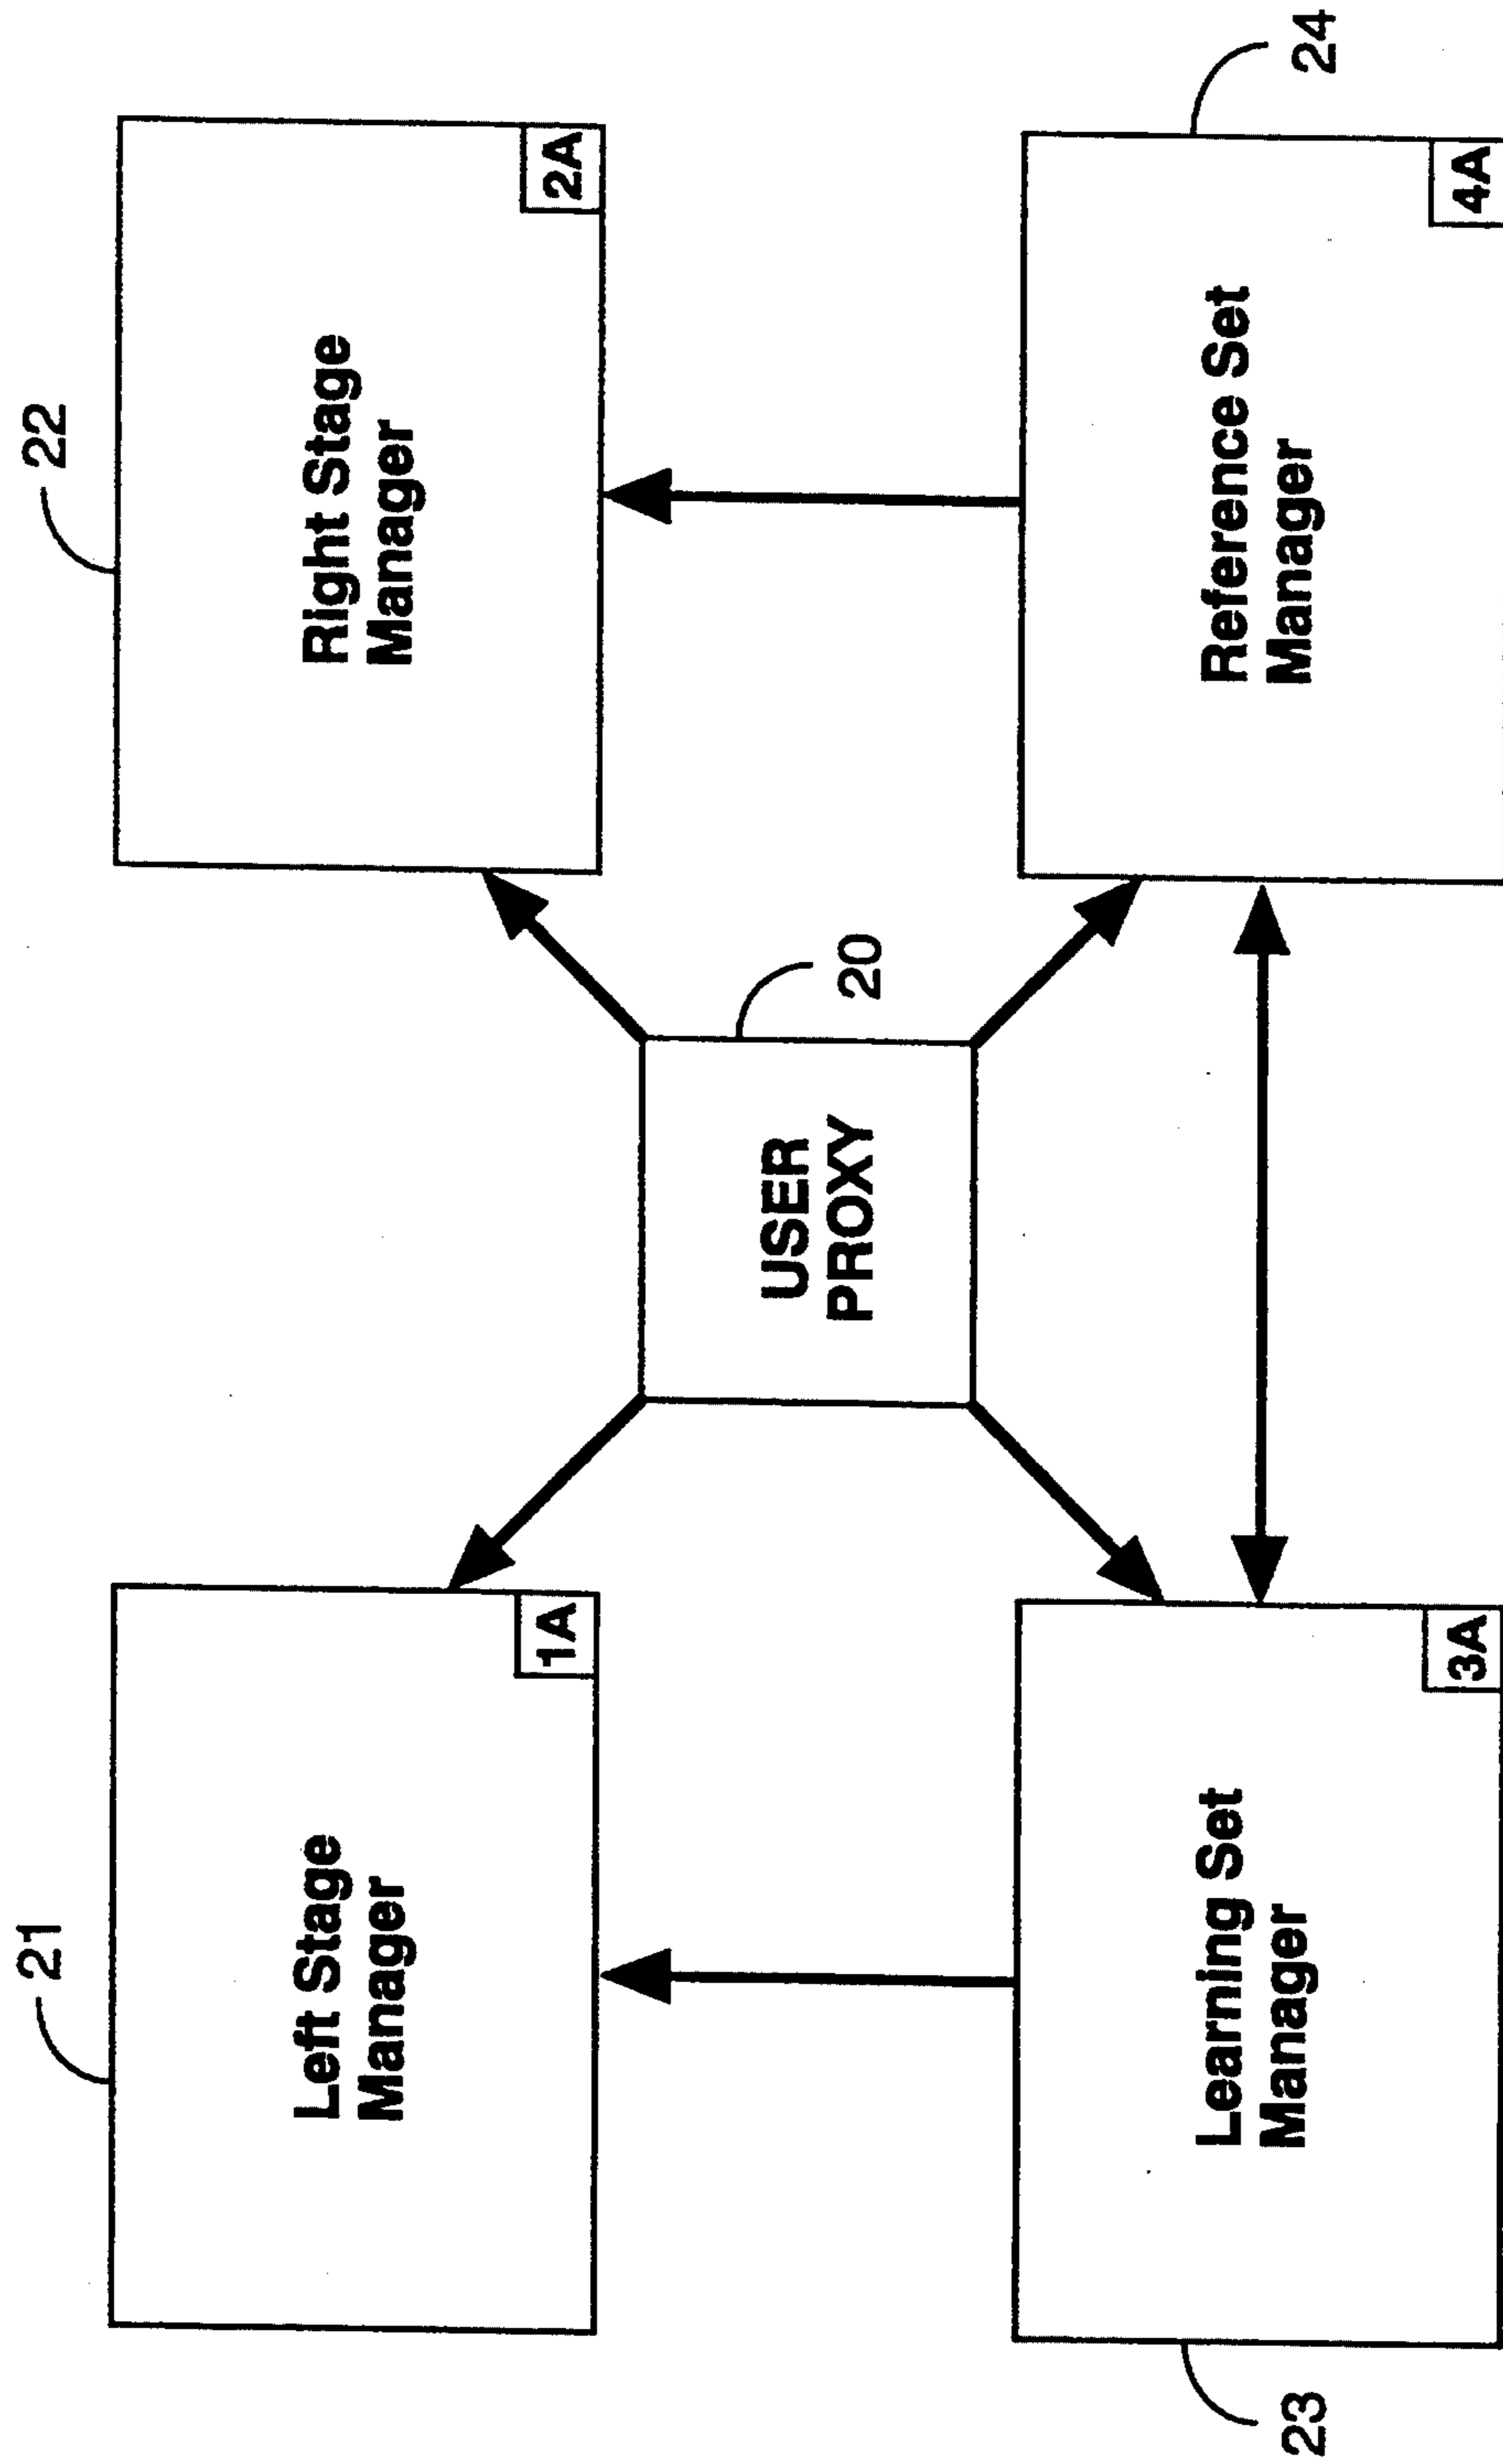 21
22
Left Stage
Manager
1A
Right Stage
Manager
2A
USER
PROXY
20
Learning Set
Manager
3A
23
Reference Set
Manager
4A
24